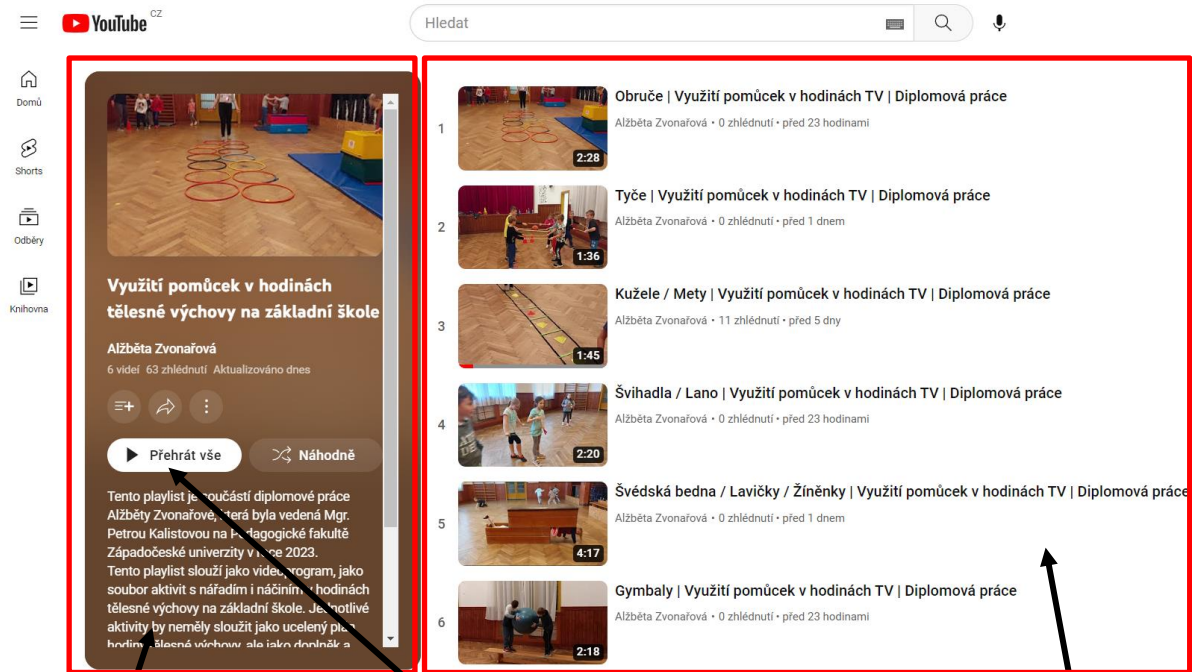 YouTube CZ
Hledat
Domů
Shorts
Odběry
Knihovna
Využití pomůcek v hodinách
tělesné výchovy na základní škole
Alžběta Zvonařová
6 videí 63 zhlédnutí Aktualizováno dnes
Přehrát vše
Náhodně
Tento playlist je součástí diplomové práce
Alžběty Zvonařové, která byla vedená Mgr.
Petrou Kalistovou na Pedagogické fakultě
Západočeské univerzity v roce 2023.
Tento playlist slouží jako videoprogram, jako
soubor aktivit s nářadím i náčiním v hodinách
tělesné výchovy na základní škole. Jednotlivé
aktivity by neměly sloužit jako ucelený plán
hodiny tělesné výchovy, ale jako doplněk a
1
2:28
Obruče | Využití pomůcek v hodinách TV | Diplomová práce
Alžběta Zvonařová • 0 zhlédnutí • před 23 hodinami
2
1:36
Tyče | Využití pomůcek v hodinách TV | Diplomová práce
Alžběta Zvonařová • 0 zhlédnutí • před 1 dnem
3
1:45
Kužele / Mety | Využití pomůcek v hodinách TV | Diplomová práce
Alžběta Zvonařová • 11 zhlédnutí • před 5 dny
4
2:20
Švihadla / Lano | Využití pomůcek v hodinách TV | Diplomová práce
Alžběta Zvonařová • 0 zhlédnutí • před 23 hodinami
5
4:17
Švédská bedna / Lavičky / Žíněnky | Využití pomůcek v hodinách TV | Diplomová práce
Alžběta Zvonařová • 0 zhlédnutí • před 1 dnem
6
2:18
Gymbaly | Využití pomůcek v hodinách TV | Diplomová práce
Alžběta Zvonařová • 0 zhlédnutí • před 23 hodinami